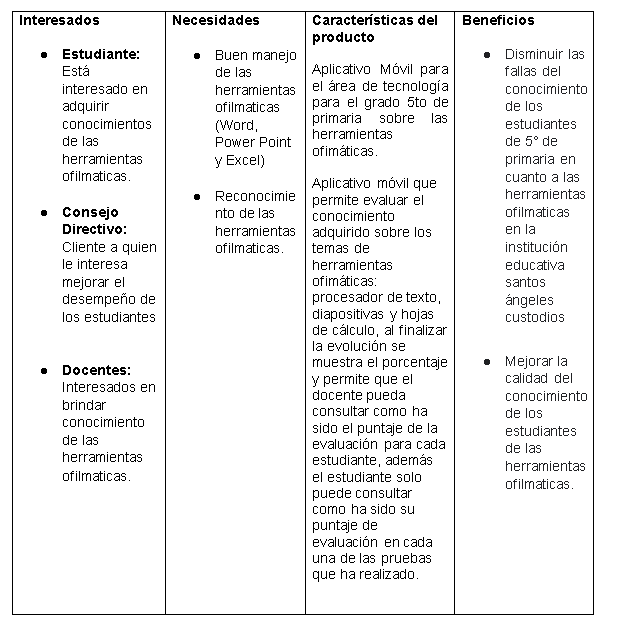 Interesados
Estudiante:
Está
interesado en
adquirir
conocimientos
de las
herramientas
ofilmaticas.
Consejo
Directivo:
Cliente a quien
le interesa
mejorar el
desempeño de
los estudiantes
Docentes:
Interesados en
brindar
conocimiento
de las
herramientas
ofilmaticas.
Necesidades
Buen manejo
de las
herramientas
ofilmaticas
(Word,
Power Point
y Excel)
Reconocimie
nto de las
herramientas
ofilmaticas.
Características del
producto
Aplicativo Móvil para
el área de tecnología
para el grado 5to de
primaria sobre las
herramientas
ofimáticas.
Aplicativo móvil que
permite evaluar el
conocimiento
adquirido sobre los
temas de
herramientas
ofimáticas:
procesador de texto,
diapositivas y hojas
de cálculo, al finalizar
la evolución se
muestra el porcentaje
y permite que el
docente pueda
consultar como ha
sido el puntaje de la
evaluación para cada
estudiante, además
el estudiante solo
puede consultar
como ha sido su
puntaje de
evaluación en cada
una de las pruebas
que ha realizado.
Beneficios
Disminuir las
fallas del
conocimiento
de los
estudiantes
de 5° de
primaria en
cuanto a las
herramientas
ofilmaticas
en la
institución
educativa
santos
ángeles
custodios
Mejorar la
calidad del
conocimiento
de los
estudiantes
de las
herramientas
ofilmaticas.